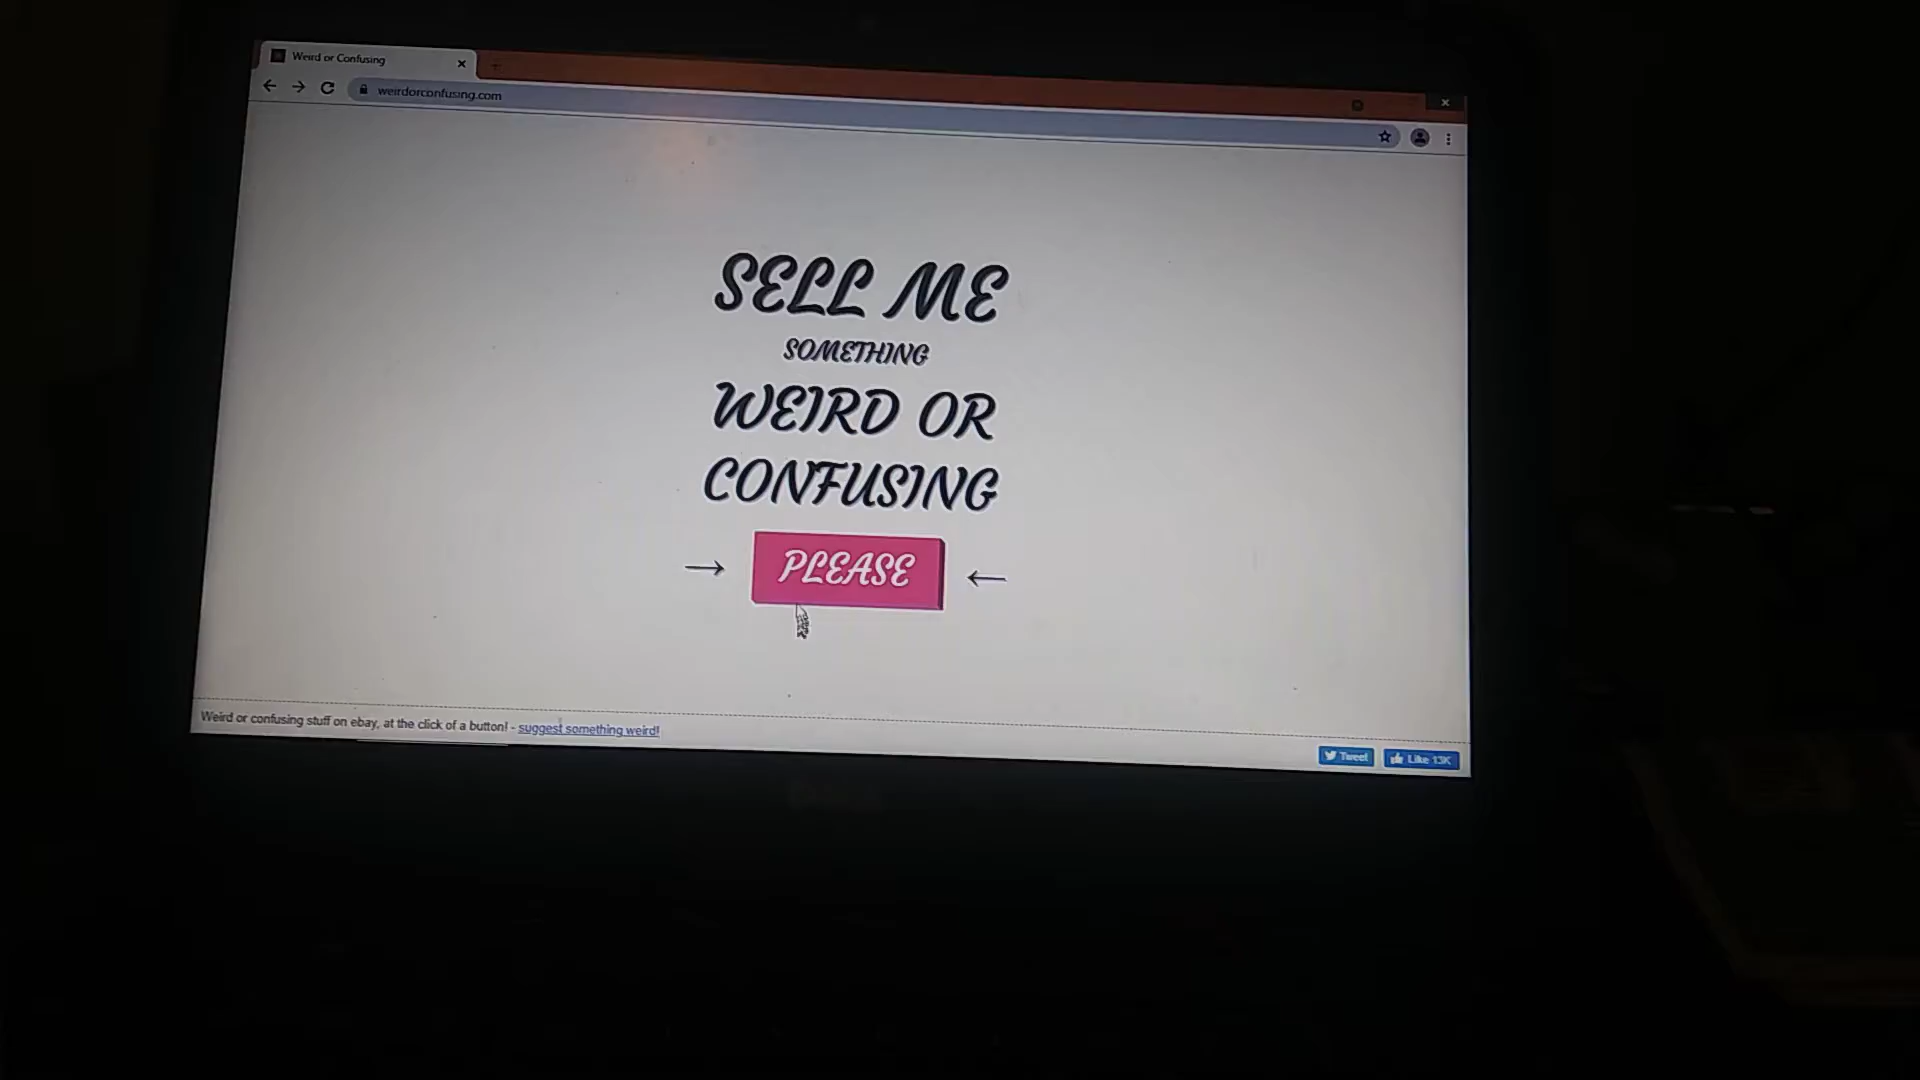 Weird or Confusing
weirdorconfusing.com
SELL ME
SOMETHING
WEIRD OR
CONFUSING
→ PLEASE ←
Weird or confusing stuff on ebay, at the click of a button! - suggest something weird!
Tweet
Like 13K